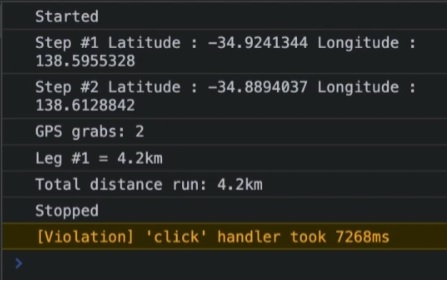 Started
Step #1 Latitude : -34.9241344 Longitude :
138.5955328
Step #2 Latitude : -34.8894037 Longitude :
138.6128842
GPS grabs: 2
Leg #1 = 4.2km
Total distance run: 4.2km
Stopped
[Violation] 'click' handler took 7268ms
>